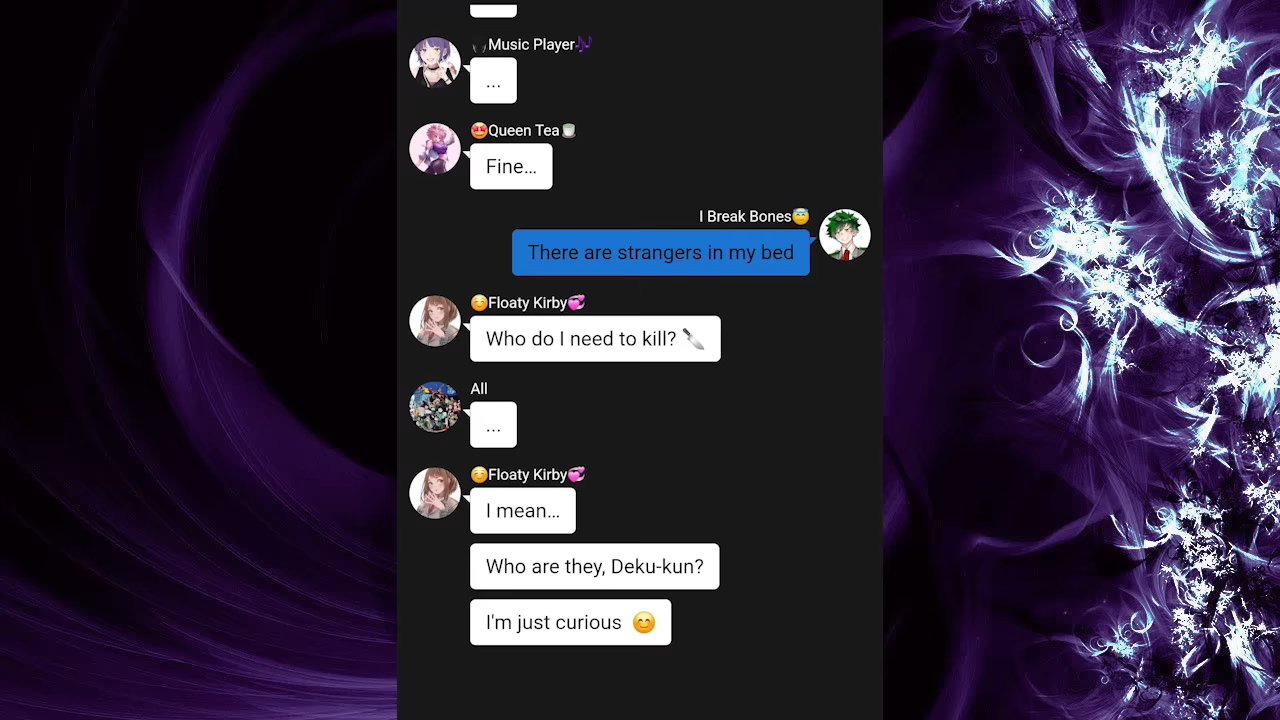 🎧Music Player🎶
...
🤩Queen Tea🍵
Fine...
I Break Bones😇
There are strangers in my bed
☺️Floaty Kirby💞
Who do I need to kill? 🔪
All
...
☺️Floaty Kirby💞
I mean...
Who are they, Deku-kun?
I'm just curious 😊